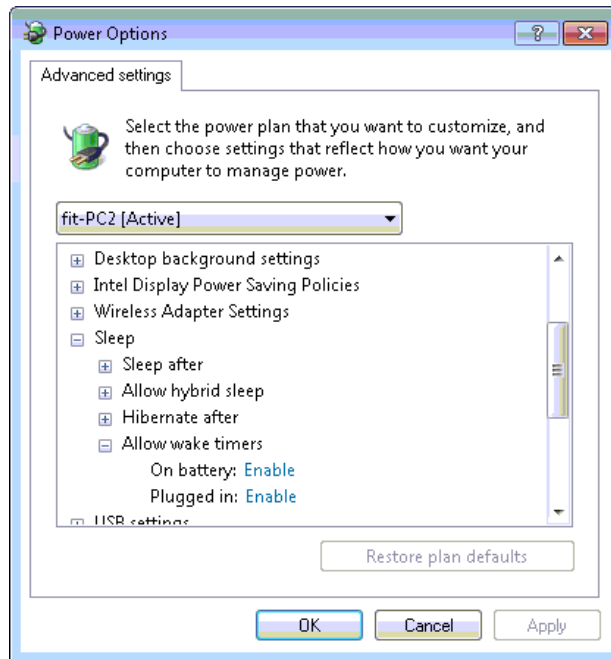 Power Options
Advanced settings
Select the power plan that you want to customize, and
then choose settings that reflect how you want your
computer to manage power.
fit-PC2 [Active]
Desktop background settings
Intel Display Power Saving Policies
Wireless Adapter Settings
Sleep
Sleep after
Allow hybrid sleep
Hibernate after
Allow wake timers
On battery: Enable
Plugged in: Enable
USB settings
Restore plan defaults
OK Cancel Apply